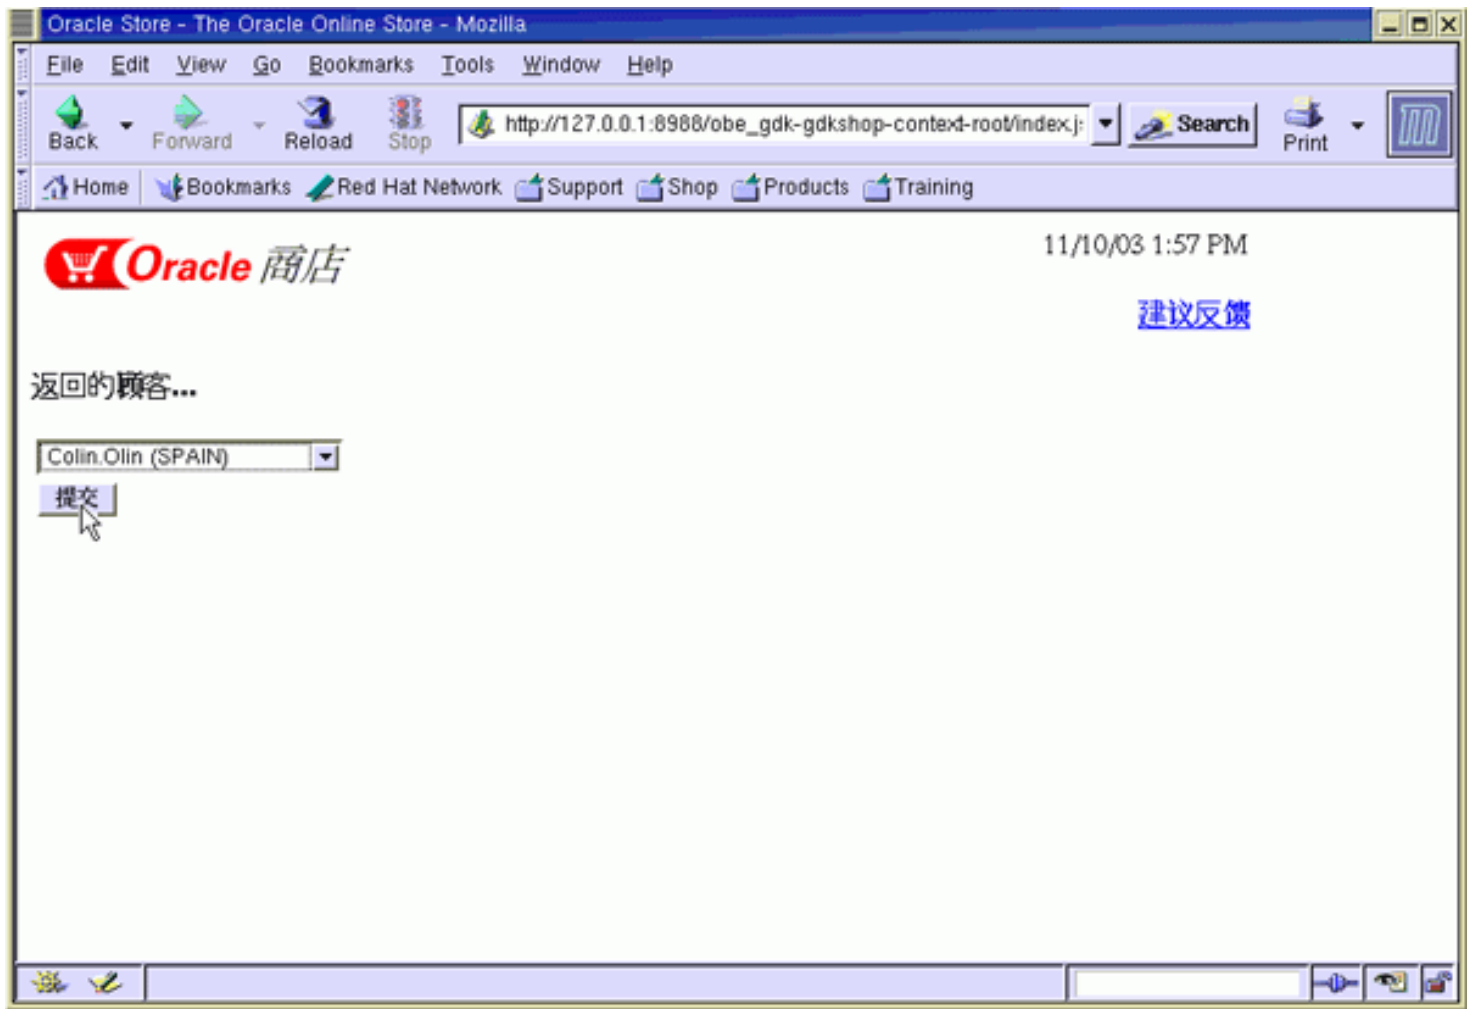 Oracle Store - The Oracle Online Store - Mozilla
File Edit View Go Bookmarks Tools Window Help
Back Forward Reload Stop http://127.0.0.1:8988/obe_gdk-gdkshop-context-root/index.j Search Print
Home Bookmarks Red Hat Network Support Shop Products Training
Oracle 商店
11/10/03 1:57 PM
建议反馈
返回的顾客...
Colin.Olin (SPAIN)
提交